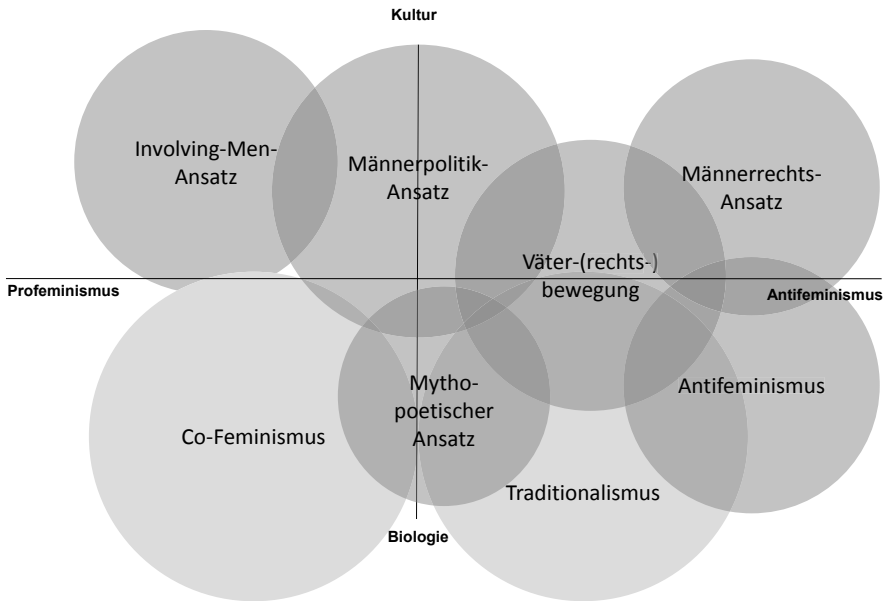 Kultur
Involving-Men-
Ansatz
Männerpolitik-
Ansatz
Männerrechts-
Ansatz
Väter-(rechts-)
bewegung
Profeminismus
Antifeminismus
Mytho-
poetischer
Ansatz
Antifeminismus
Co-Feminismus
Traditionalismus
Biologie